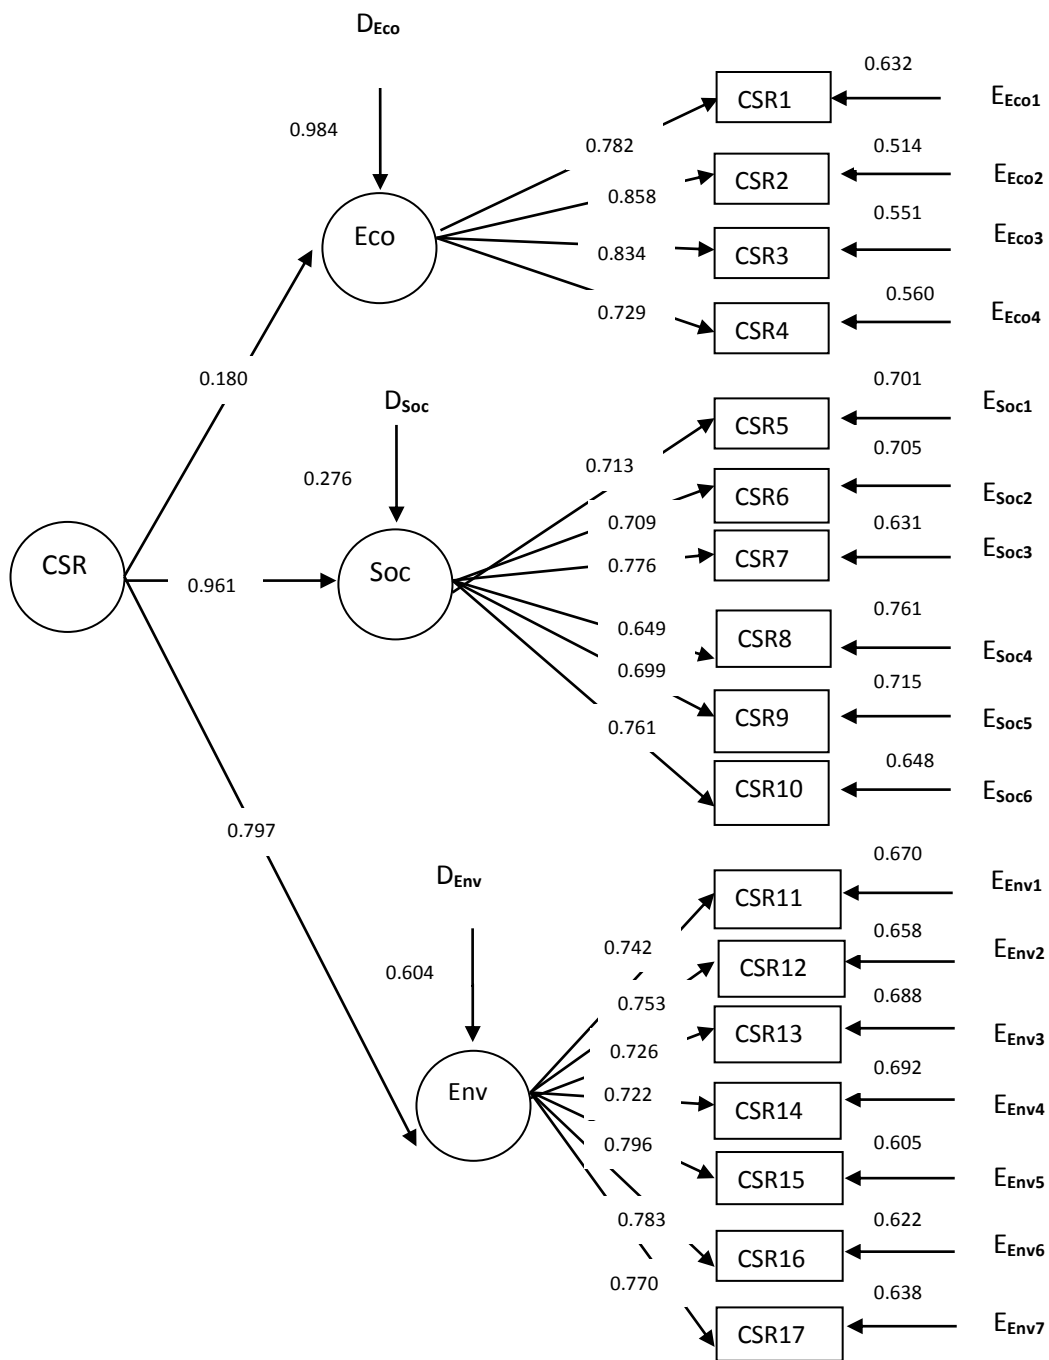 DEco
0.984
Eco
0.782
0.858
0.834
0.729
CSR1
0.632
EEco1
CSR2
0.514
EEco2
CSR3
0.551
EEco3
CSR4
0.560
EEco4
0.180
DSoc
0.276
CSR
0.961
Soc
0.713
0.709
0.776
0.649
0.699
0.761
CSR5
0.701
ESoc1
CSR6
0.705
ESoc2
CSR7
0.631
ESoc3
CSR8
0.761
ESoc4
CSR9
0.715
ESoc5
CSR10
0.648
ESoc6
0.797
DEnv
0.604
Env
0.742
0.753
0.726
0.722
0.796
0.783
0.770
CSR11
0.670
EEnv1
CSR12
0.658
EEnv2
CSR13
0.688
EEnv3
CSR14
0.692
EEnv4
CSR15
0.605
EEnv5
CSR16
0.622
EEnv6
CSR17
0.638
EEnv7